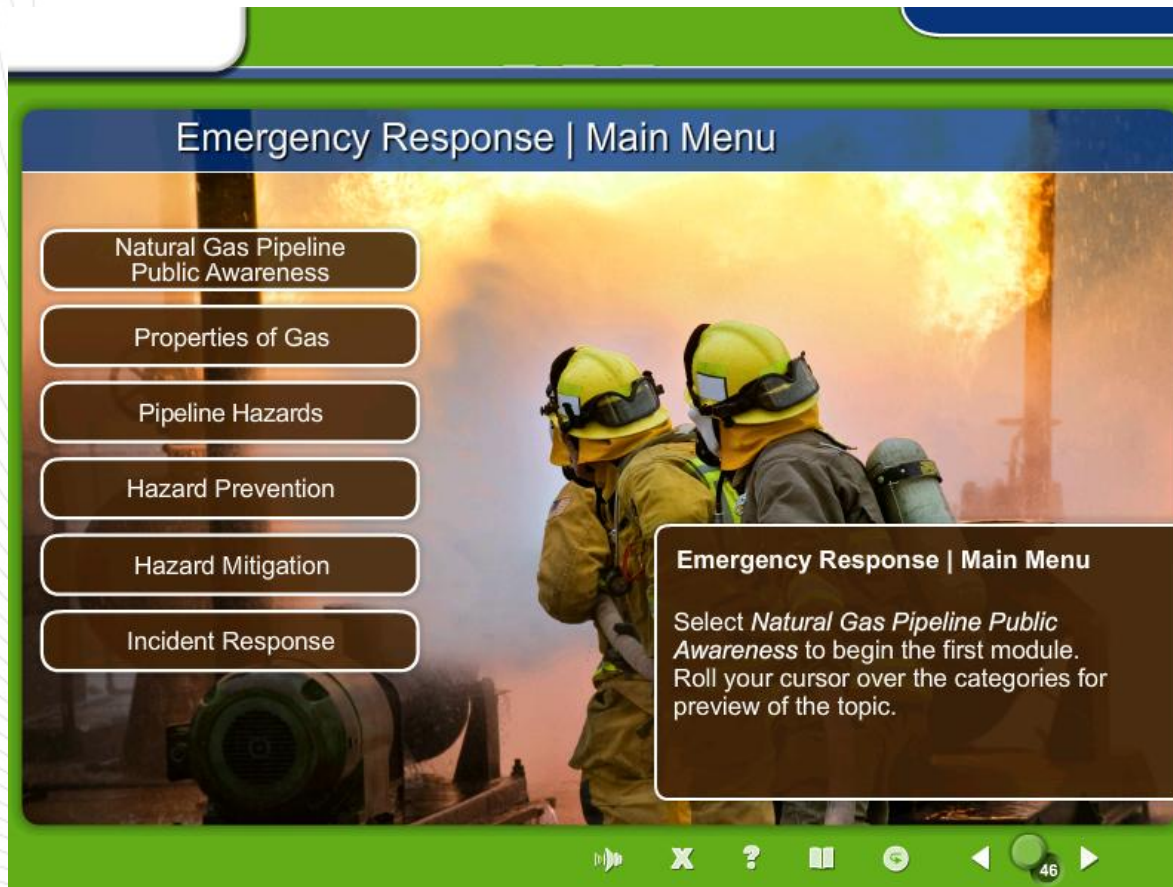 Emergency Response | Main Menu
Natural Gas Pipeline
Public Awareness
Properties of Gas
Pipeline Hazards
Hazard Prevention
Hazard Mitigation
Incident Response
Emergency Response | Main Menu
Select Natural Gas Pipeline Public
Awareness to begin the first module.
Roll your cursor over the categories for
preview of the topic.
X
?
46